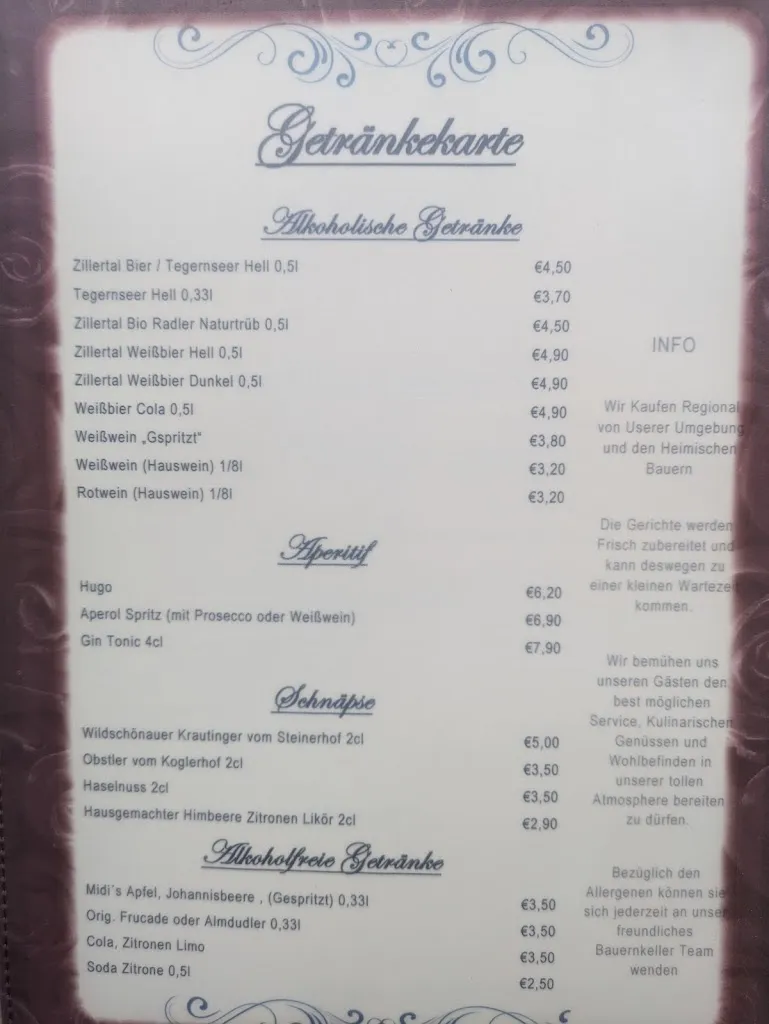 Getränkekarte
Alkoholische Getränke
Zillertal Bier / Tegernseer Hell 0,5l €4,50
Tegernseer Hell 0,33l €3,70
Zillertal Bio Radler Naturtrüb 0,5l €4,50
Zillertal Weißbier Hell 0,5l €4,90
Zillertal Weißbier Dunkel 0,5l €4,90
Weißbier Cola 0,5l €4,90
Weißwein „Gspritzt“ €3,80
Weißwein (Hauswein) 1/8l €3,20
Rotwein (Hauswein) 1/8l €3,20
Aperitif
Hugo €6,20
Aperol Spritz (mit Prosecco oder Weißwein) €6,90
Gin Tonic 4cl €7,90
Schnäpse
Wildschönauer Krautinger vom Steinerhof 2cl €5,00
Obstler vom Koglerhof 2cl €3,50
Haselnuss 2cl €3,50
Hausgemachter Himbeere Zitronen Likör 2cl €2,90
Alkoholfreie Getränke
Midi´s Apfel, Johannisbeere , (Gespritzt) 0,33l €3,50
Orig. Frucade oder Almdudler 0,33l €3,50
Cola, Zitronen Limo €3,50
Soda Zitrone 0,5l €2,50
INFO
Wir Kaufen Regional
von Userer Umgebung
und den Heimischen
Bauern
Die Gerichte werden
Frisch zubereitet und
kann deswegen zu
einer kleinen Warteze
kommen.
Wir bemühen uns
unseren Gästen den
best möglichen
Service, Kulinarischen
Genüssen und
Wohlbefinden in
unserer tollen
Atmosphere bereiten
zu dürfen.
Bezüglich den
Allergenen können sie
sich jederzeit an unser
freundliches
Bauernkeller Team
wenden